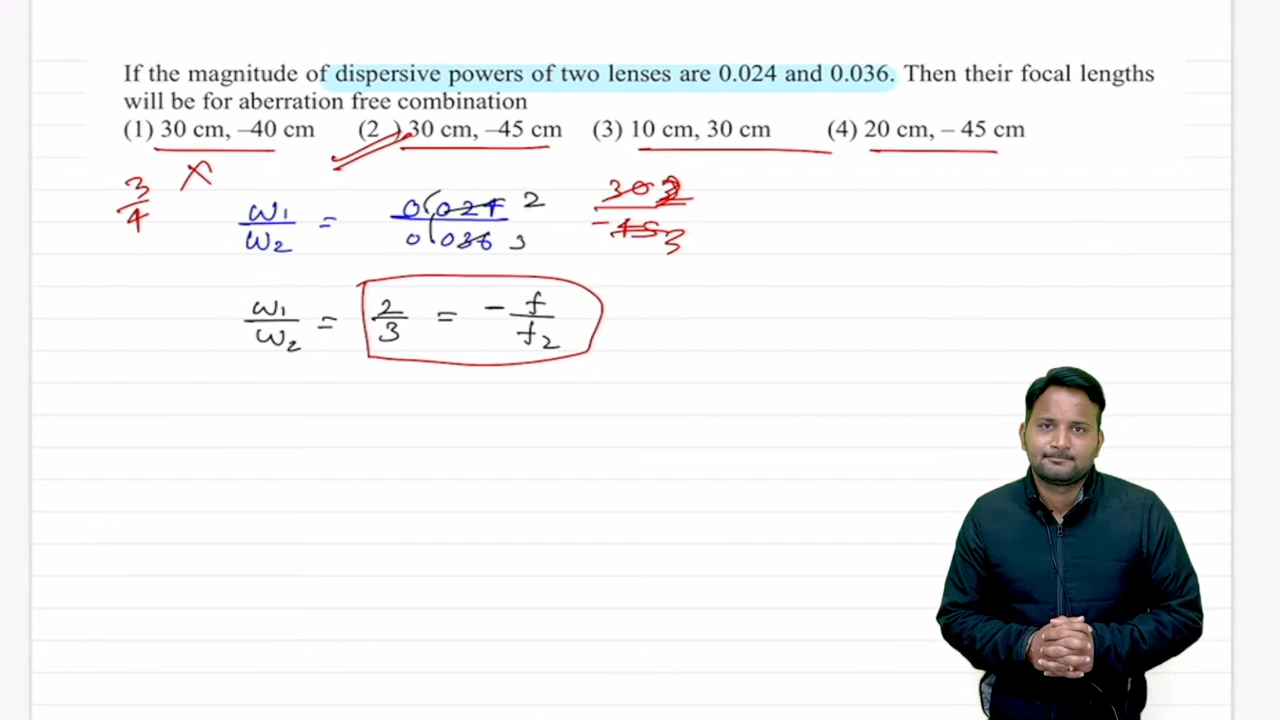 If the magnitude of dispersive powers of two lenses are 0.024 and 0.036. Then their focal lengths
will be for aberration free combination
(1) 30 cm, –40 cm (2 ) 30 cm, –45 cm (3) 10 cm, 30 cm (4) 20 cm, – 45 cm
3/4 ω1/ω2 = 0.024/0.036 2/3 30/-45 2/3
ω1/ω2 = 2/3 = - f/f2